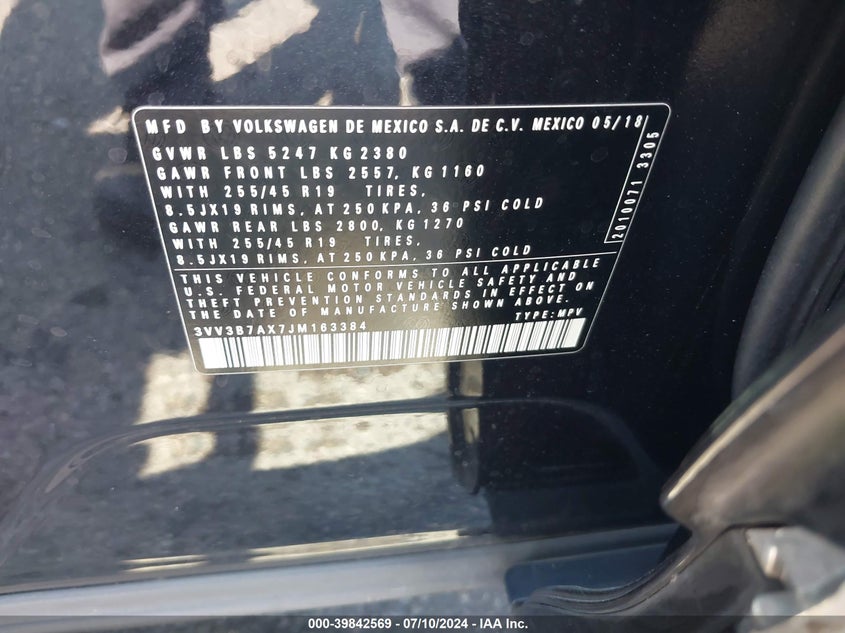 MFD BY VOLKSWAGEN DE MEXICO S.A. DE C.V. MEXICO 05/18
GVWR LBS 5247 KG 2380
GAWR FRONT LBS 2557, KG 1160
WITH 255/45 R19 TIRES,
8.5JX19 RIMS, AT 250 KPA, 36 PSI COLD
GAWR REAR LBS 2800, KG 1270
WITH 255/45 R19 TIRES,
8.5JX19 RIMS, AT 250 KPA, 36 PSI COLD
2010071 3305
THIS VEHICLE CONFORMS TO ALL APPLICABLE
U.S. FEDERAL MOTOR VEHICLE SAFETY AND
THEFT PREVENTION STANDARDS IN EFFECT ON
THE DATE OF MANUFACTURE SHOWN ABOVE.
3VV3B7AX7JM163384 TYPE: MPV
000-39842569 - 07/10/2024 - IAA Inc.